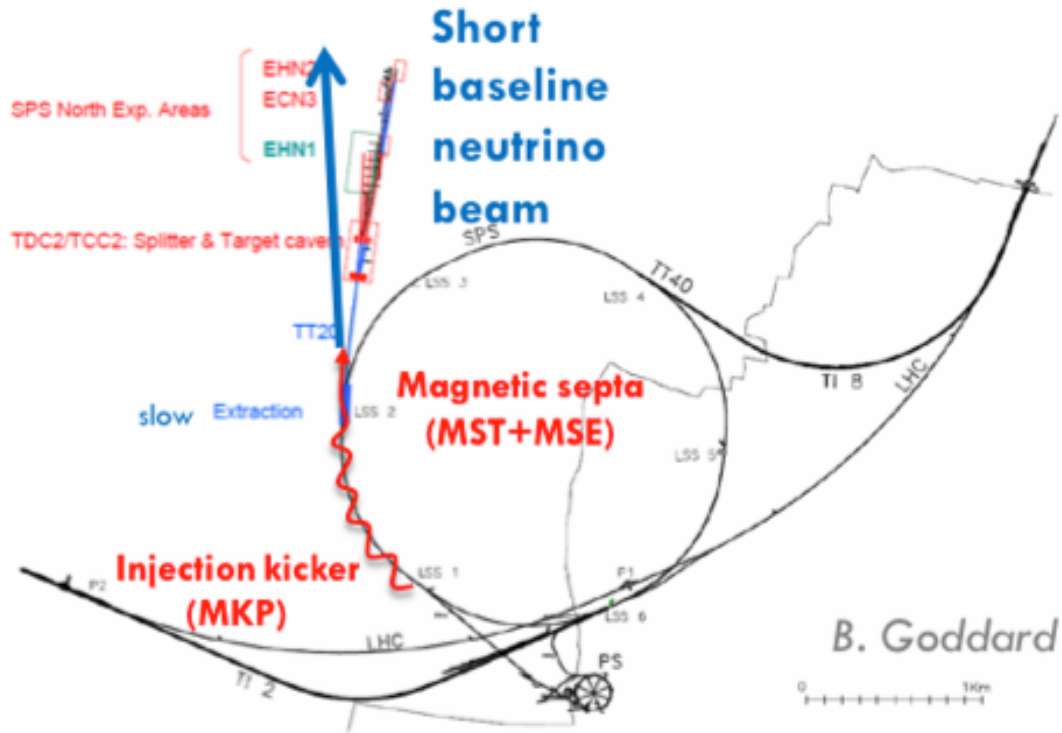 Short
baseline
neutrino
beam
EHN2
ECN3
SPS North Exp. Areas
EHN1
TDC2/TCC2: Splitter & Target cavern
SPS
LSS 3
LSS 4
TT40
TT20
TI 8
LHC
Magnetic septa
(MST+MSE)
slow Extraction
LSS 2
LSS 5
Injection kicker
(MKP)
LSS 1
P1
P2
LSS 6
LHC
TI 2
PS
B. Goddard
0 1Km